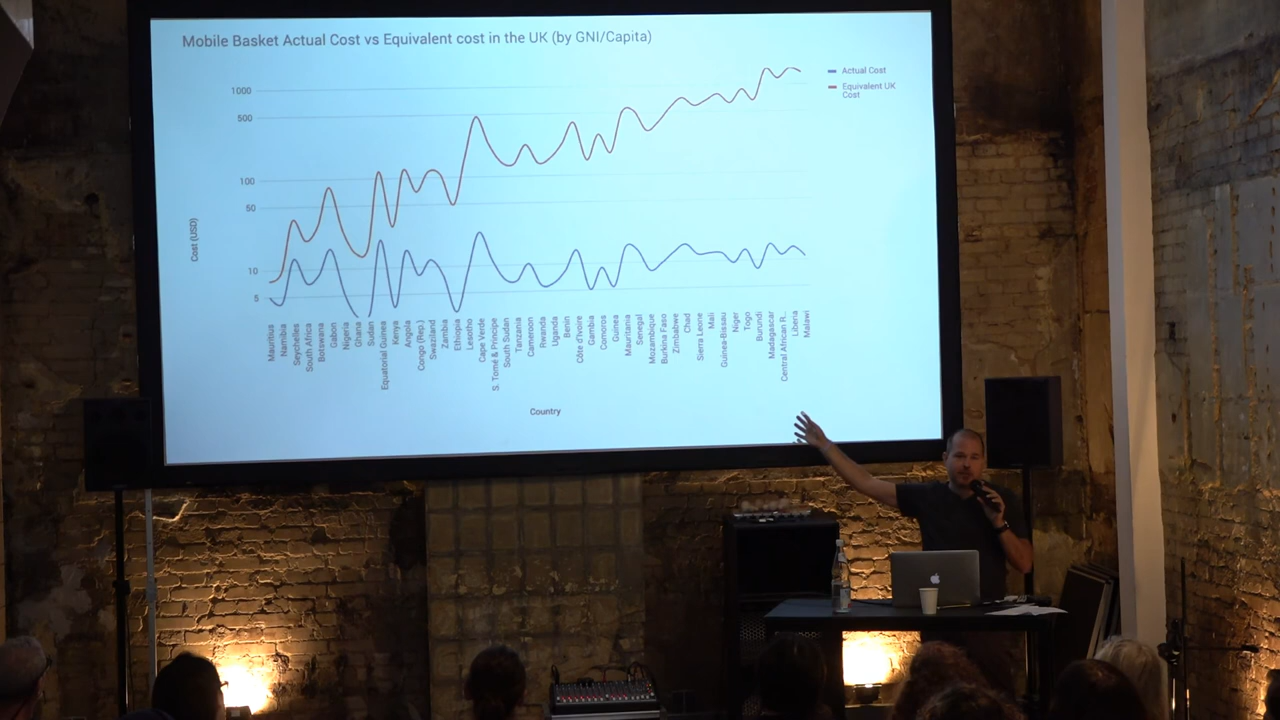 Mobile Basket Actual Cost vs Equivalent cost in the UK (by GNI/Capita)
Actual Cost
Equivalent UK
Cost
1000
500
100
50
10
5
Cost (USD)
Mauritius
Namibia
Seychelles
South Africa
Botswana
Gabon
Nigeria
Ghana
Sudan
Equatorial Guinea
Kenya
Angola
Congo (Rep.)
Swaziland
Zambia
Ethiopia
Lesotho
Cape Verde
S. Tomé & Principe
South Sudan
Tanzania
Cameroon
Rwanda
Uganda
Benin
Côte d'Ivoire
Gambia
Comoros
Guinea
Mauritania
Senegal
Mozambique
Burkina Faso
Zimbabwe
Chad
Sierra Leone
Mali
Guinea-Bissau
Niger
Togo
Burundi
Madagascar
Central African R...
Liberia
Malawi
Country